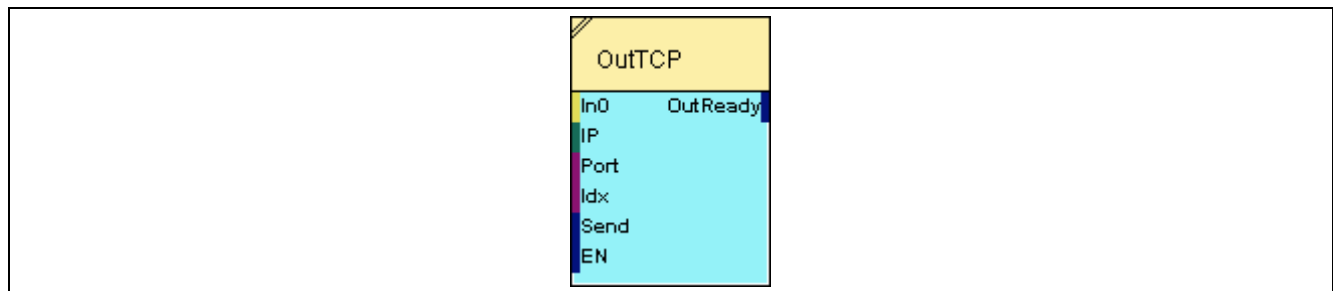 OutTCP
In0 OutReady
IP
Port
Idx
Send
EN